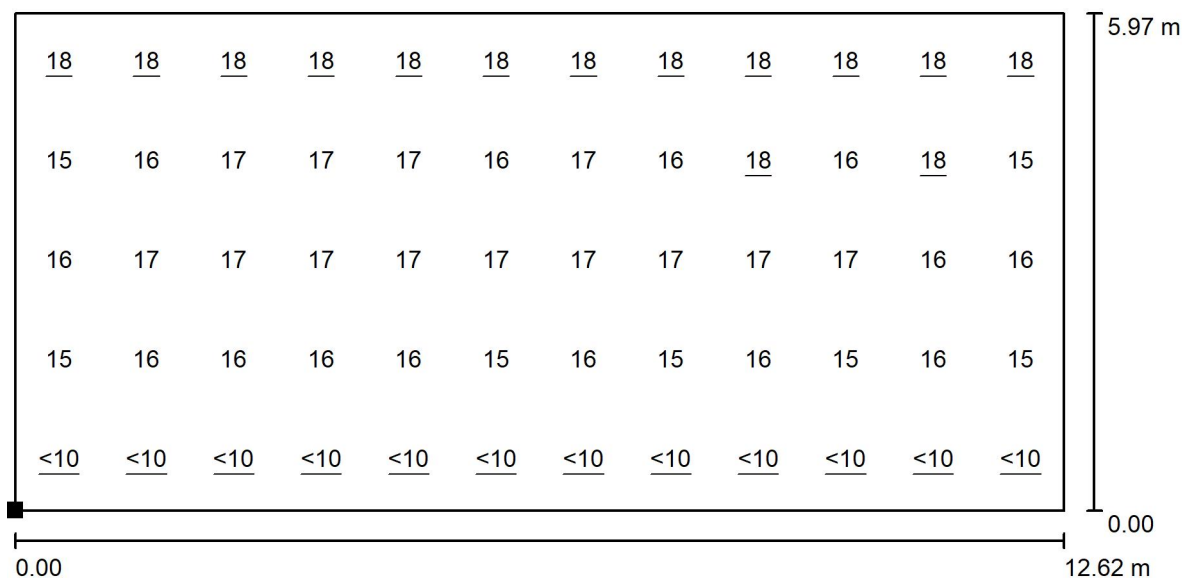 18 18 18 18 18 18 18 18 18 18 18 18
5.97 m
15 16 17 17 17 16 17 16 18 16 18 15
16 17 17 17 17 17 17 17 17 17 16 16
15 16 16 16 16 15 16 15 16 15 16 15
<10 <10 <10 <10 <10 <10 <10 <10 <10 <10 <10 <10
0.00
0.00 12.62 m